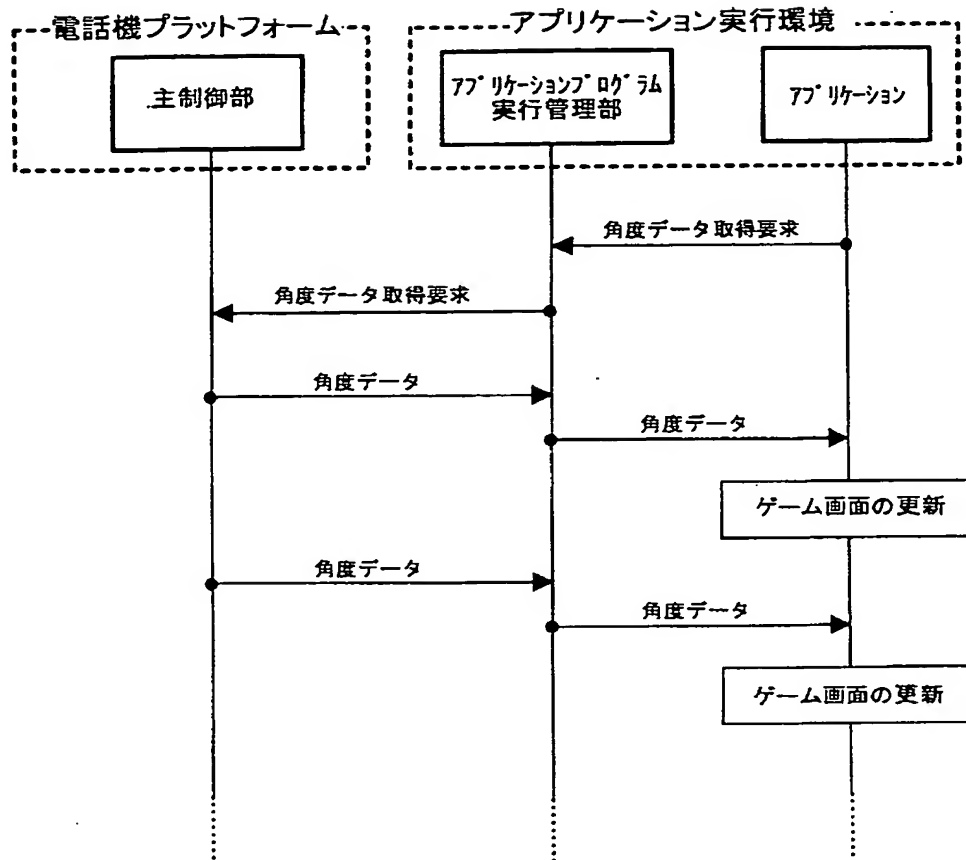 電話機プラットフォーム
アプリケーション実行環境
主制御部
アプリケーションプログラム
実行管理部
アプリケーション
角度データ取得要求
角度データ取得要求
角度データ
角度データ
ゲーム画面の更新
角度データ
角度データ
ゲーム画面の更新